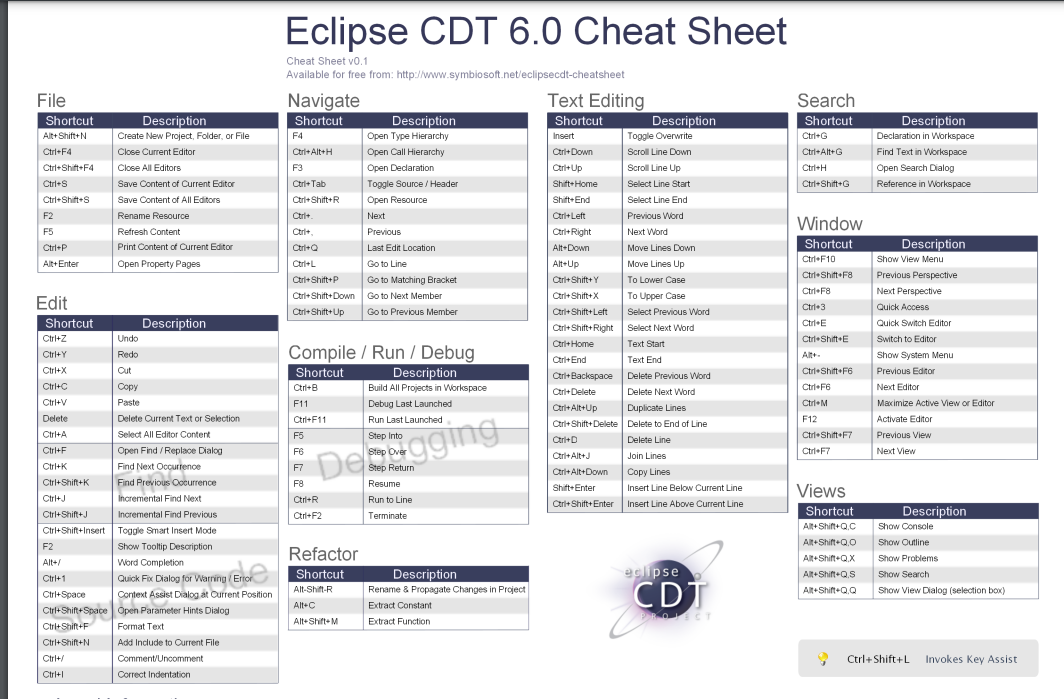 Eclipse CDT 6.0 Cheat Sheet
Cheat Sheet v0.1
Available for free from: http://www.symbiosoft.net/eclipsecdt-cheatsheet
File
Shortcut Description
Alt+Shift+N Create New Project, Folder, or File
Ctrl+F4 Close Current Editor
Ctrl+Shift+F4 Close All Editors
Ctrl+S Save Content of Current Editor
Ctrl+Shift+S Save Content of All Editors
F2 Rename Resource
F5 Refresh Content
Ctrl+P Print Content of Current Editor
Alt+Enter Open Property Pages
Edit
Shortcut Description
Ctrl+Z Undo
Ctrl+Y Redo
Ctrl+X Cut
Ctrl+C Copy
Ctrl+V Paste
Delete Delete Current Text or Selection
Ctrl+A Select All Editor Content
Ctrl+F Open Find / Replace Dialog
Ctrl+K Find Next Occurrence
Ctrl+Shift+K Find Previous Occurrence
Ctrl+J Incremental Find Next
Ctrl+Shift+J Incremental Find Previous
Find
Ctrl+Shift+Insert Toggle Smart Insert Mode
F2 Show Tooltip Description
Alt+/ Word Completion
Ctrl+1 Quick Fix Dialog for Warning / Error
Ctrl+Space Context Assist Dialog at Current Position
Ctrl+Shift+Space Open Parameter Hints Dialog
Ctrl+Shift+F Format Text
Ctrl+Shift+N Add Include to Current File
Ctrl+/ Comment/Uncomment
Ctrl+I Correct Indentation
Source Code
Navigate
Shortcut Description
F4 Open Type Hierarchy
Ctrl+Alt+H Open Call Hierarchy
F3 Open Declaration
Ctrl+Tab Toggle Source / Header
Ctrl+Shift+R Open Resource
Ctrl+. Next
Ctrl+, Previous
Ctrl+Q Last Edit Location
Ctrl+L Go to Line
Ctrl+Shift+P Go to Matching Bracket
Ctrl+Shift+Down Go to Next Member
Ctrl+Shift+Up Go to Previous Member
Compile / Run / Debug
Shortcut Description
Ctrl+B Build All Projects in Workspace
F11 Debug Last Launched
Ctrl+F11 Run Last Launched
F5 Step Into
F6 Step Over
F7 Step Return
F8 Resume
Ctrl+R Run to Line
Ctrl+F2 Terminate
Debugging
Refactor
Shortcut Description
Alt-Shift-R Rename & Propagate Changes in Project
Alt+C Extract Constant
Alt+Shift+M Extract Function
Text Editing
Shortcut Description
Insert Toggle Overwrite
Ctrl+Down Scroll Line Down
Ctrl+Up Scroll Line Up
Shift+Home Select Line Start
Shift+End Select Line End
Ctrl+Left Previous Word
Ctrl+Right Next Word
Alt+Down Move Lines Down
Alt+Up Move Lines Up
Ctrl+Shift+Y To Lower Case
Ctrl+Shift+X To Upper Case
Ctrl+Shift+Left Select Previous Word
Ctrl+Shift+Right Select Next Word
Ctrl+Home Text Start
Ctrl+End Text End
Ctrl+Backspace Delete Previous Word
Ctrl+Delete Delete Next Word
Ctrl+Alt+Up Duplicate Lines
Ctrl+Shift+Delete Delete to End of Line
Ctrl+D Delete Line
Ctrl+Alt+J Join Lines
Ctrl+Alt+Down Copy Lines
Shift+Enter Insert Line Below Current Line
Ctrl+Shift+Enter Insert Line Above Current Line
eclipse
CDT
PROJECT
Search
Shortcut Description
Ctrl+G Declaration in Workspace
Ctrl+Alt+G Find Text in Workspace
Ctrl+H Open Search Dialog
Ctrl+Shift+G Reference in Workspace
Window
Shortcut Description
Ctrl+F10 Show View Menu
Ctrl+Shift+F8 Previous Perspective
Ctrl+F8 Next Perspective
Ctrl+3 Quick Access
Ctrl+E Quick Switch Editor
Ctrl+Shift+E Switch to Editor
Alt+- Show System Menu
Ctrl+Shift+F6 Previous Editor
Ctrl+F6 Next Editor
Ctrl+M Maximize Active View or Editor
F12 Activate Editor
Ctrl+Shift+F7 Previous View
Ctrl+F7 Next View
Views
Shortcut Description
Alt+Shift+Q,C Show Console
Alt+Shift+Q,O Show Outline
Alt+Shift+Q,X Show Problems
Alt+Shift+Q,S Show Search
Alt+Shift+Q,Q Show View Dialog (selection box)
Ctrl+Shift+L Invokes Key Assist